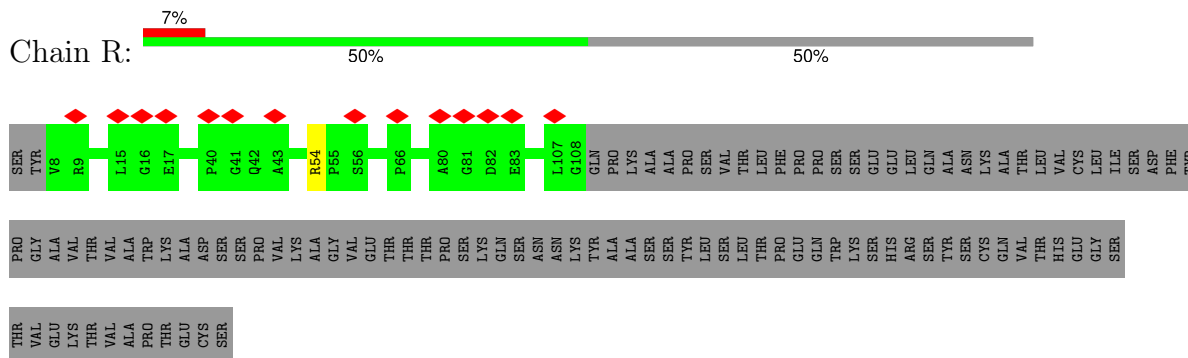 7%
Chain R:
50% 50%
SER TYR V8 R9 L15 G16 E17 P40 G41 Q42 A43 R54 P55 S56 P66 A80 G81 D82 E83 L107 G108 GLN PRO LYS ALA ALA PRO SER VAL THR LEU PHE PRO PRO SER SER GLU GLU LEU GLN ALA ASN LYS ALA THR LEU VAL CYS LEU ILE SER ASP PHE TYR
PRO GLY ALA VAL THR VAL ALA TRP LYS ALA ASP SER SER PRO VAL LYS ALA GLY VAL GLU THR THR THR PRO SER LYS GLN SER ASN ASN LYS TYR ALA ALA SER SER TYR LEU SER LEU THR PRO GLU GLN TRP LYS SER HIS ARG SER TYR SER CYS GLN VAL THR HIS GLU GLY SER
THR VAL GLU LYS THR VAL ALA PRO THR GLU CYS SER